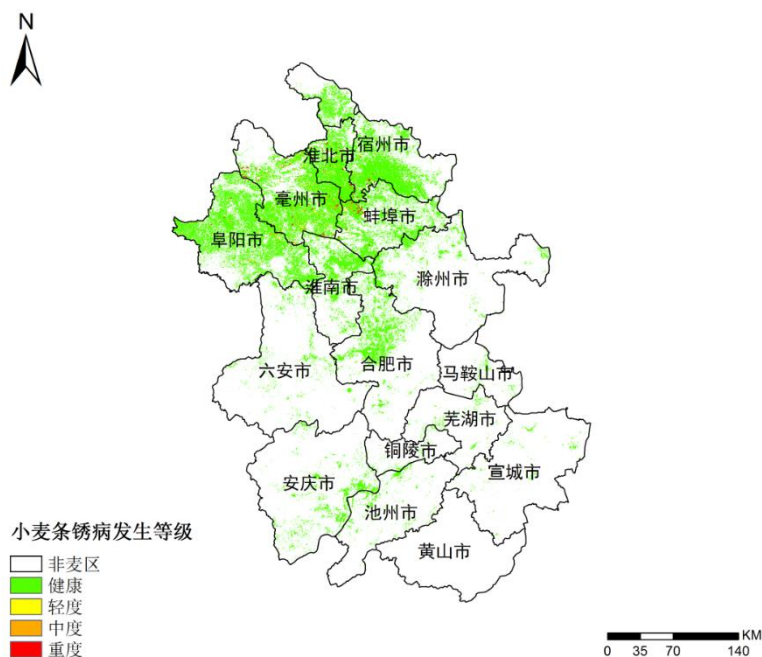 N
淮北市
宿州市
亳州市
蚌埠市
阜阳市
淮南市
滁州市
六安市
合肥市
马鞍山市
芜湖市
铜陵市
宣城市
安庆市
池州市
黄山市
小麦条锈病发生等级
非麦区
健康
轻度
中度
重度
KM
0 35 70 140